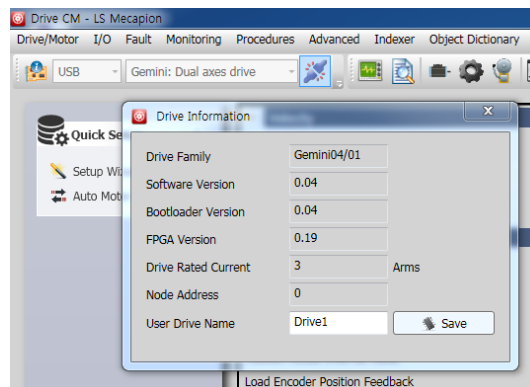 Drive CM - LS Mecapion
Drive/Motor I/O Fault Monitoring Procedures Advanced Indexer Object Dictionary
USB Gemini: Dual axes drive
Drive Information
Quick Se
Setup Wi
Auto Mot
Drive Family Gemini04/01
Software Version 0.04
Bootloader Version 0.04
FPGA Version 0.19
Drive Rated Current 3 Arms
Node Address 0
User Drive Name Drive1 Save
Load Encoder Position Feedback